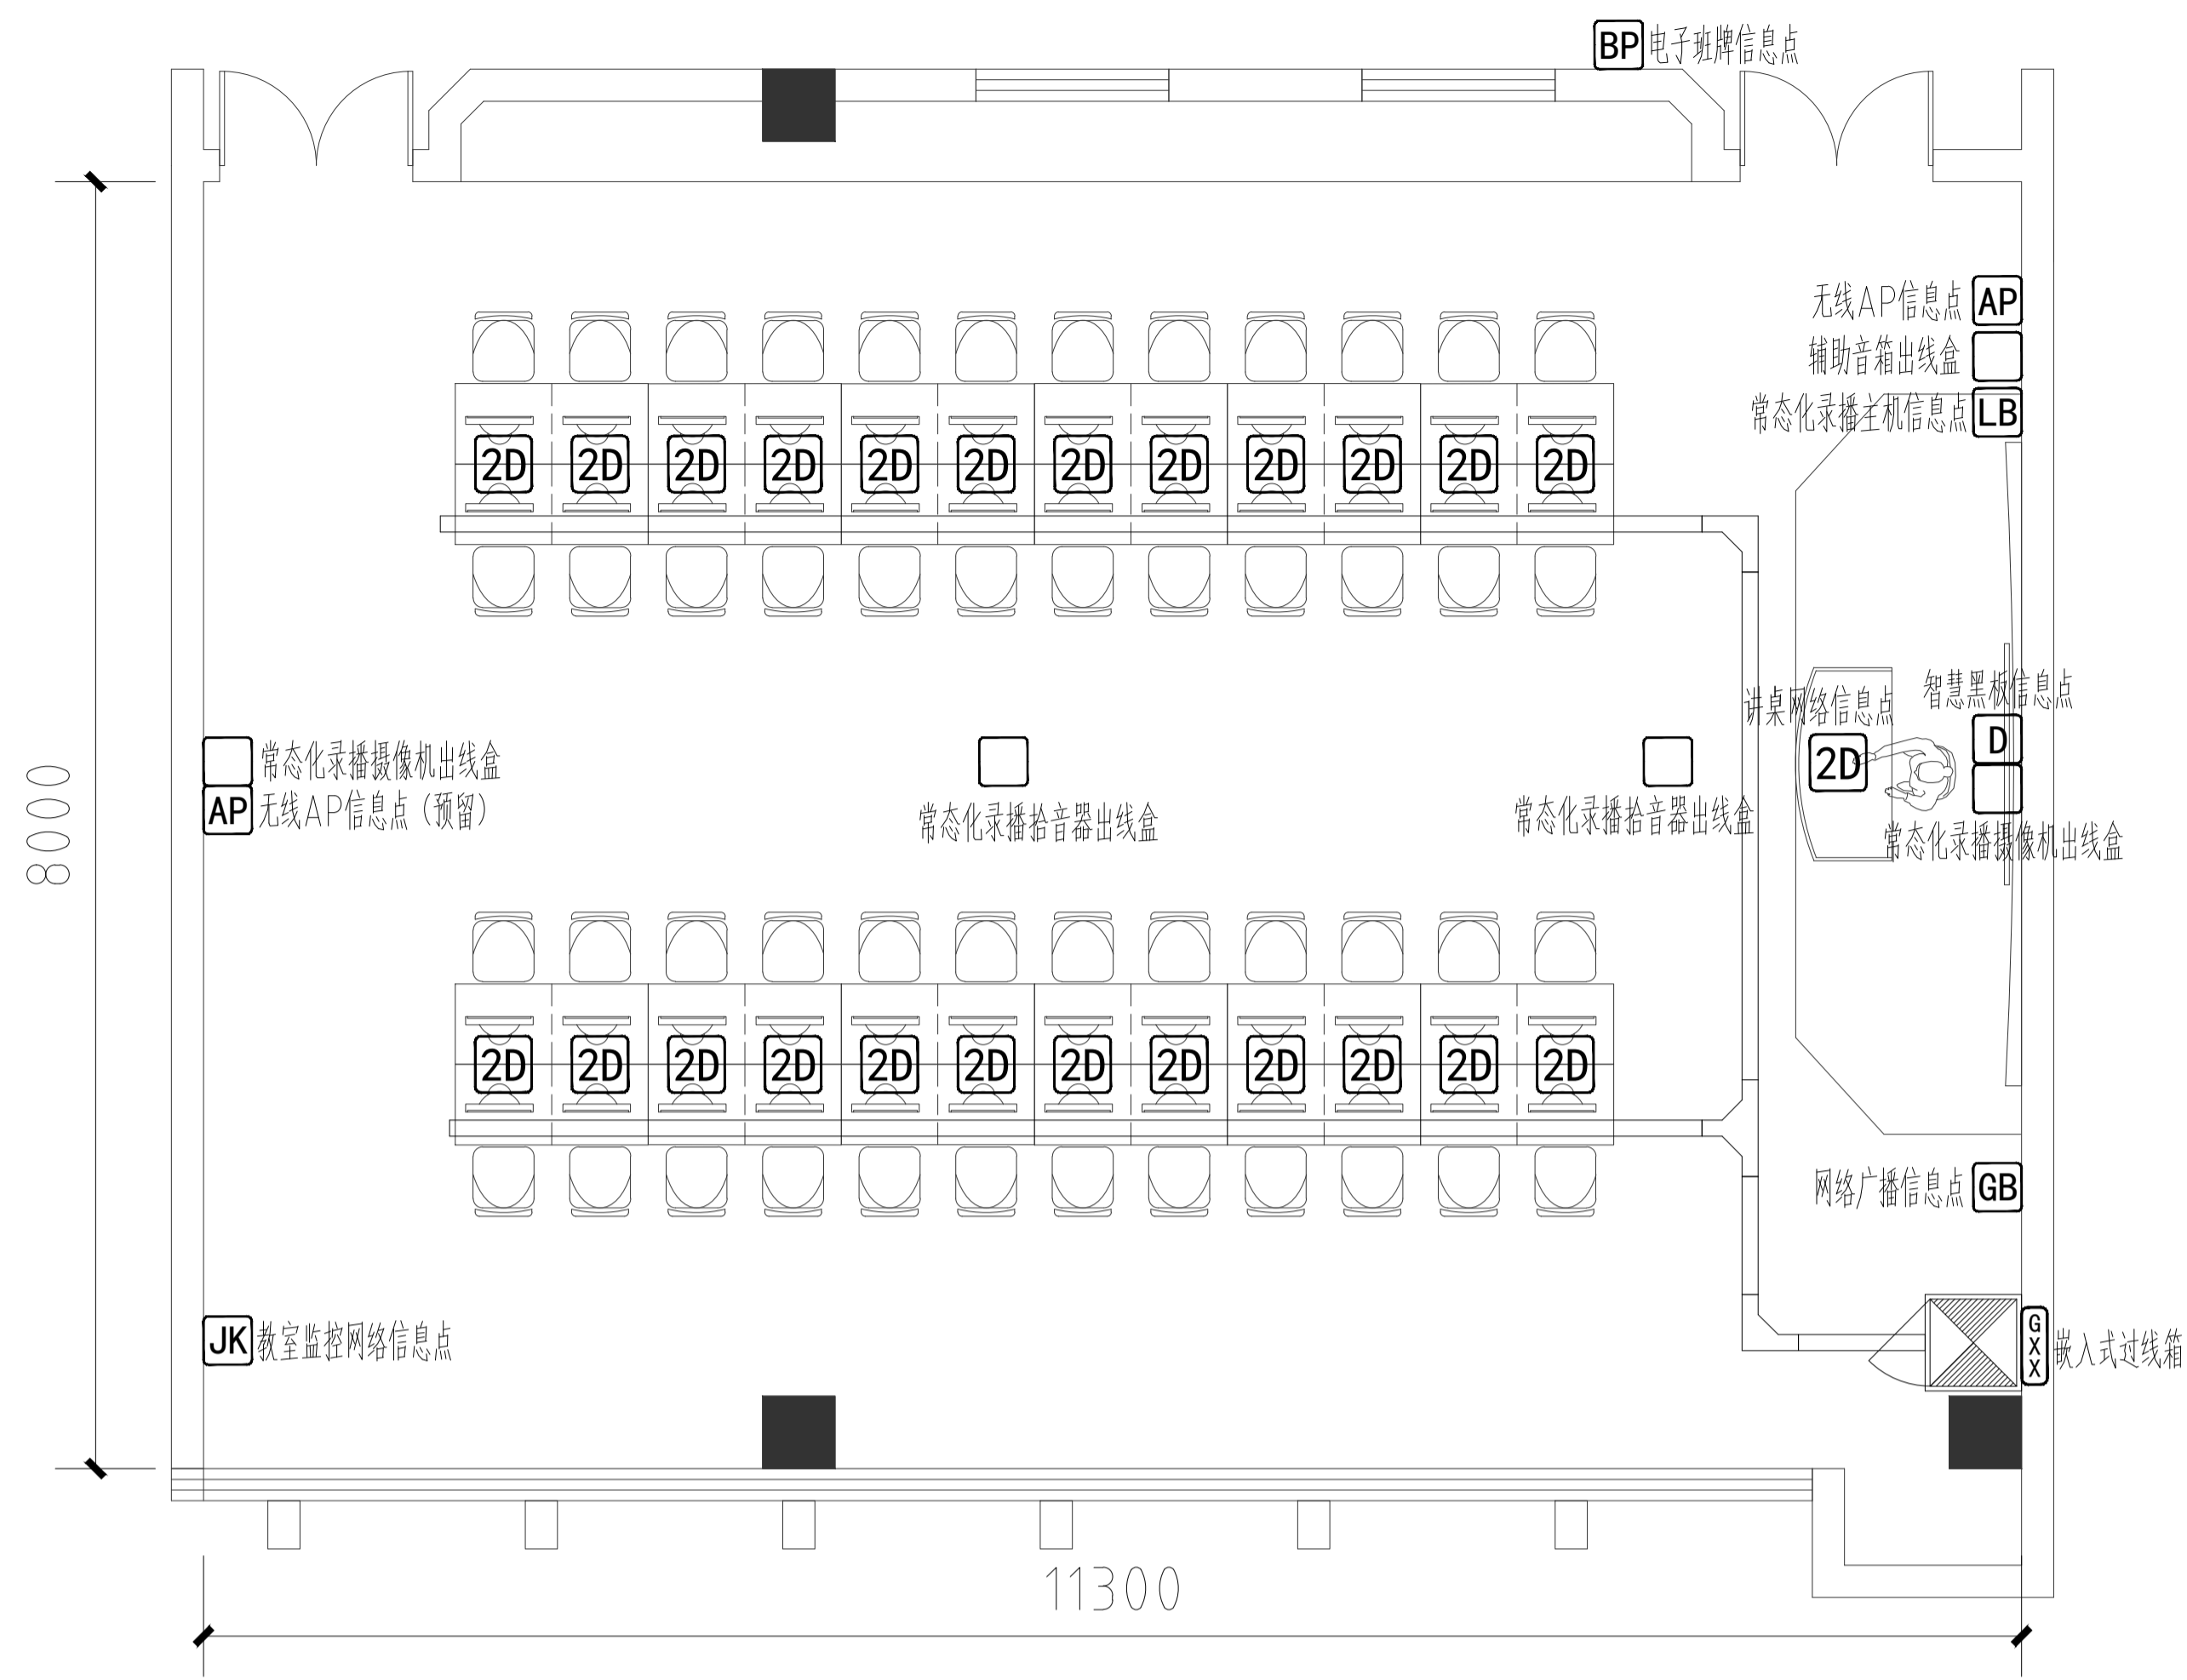 BP 电子班牌信息点
无线AP信息点 AP
辅助音箱出线盒
常态化录播主机信息点 LB
2D 2D 2D 2D 2D 2D 2D 2D 2D 2D 2D 2D
智慧黑板信息点
讲桌网络信息点
D
2D
常态化录播摄像机出线盒
AP 无线AP信息点（预留）
常态化录播拾音器出线盒
常态化录播拾音器出线盒
常态化录播摄像机出线盒
8000
2D 2D 2D 2D 2D 2D 2D 2D 2D 2D 2D 2D
网络广播信息点 GB
JK 教室监控网络信息点
GXX 嵌入式过线箱
11300